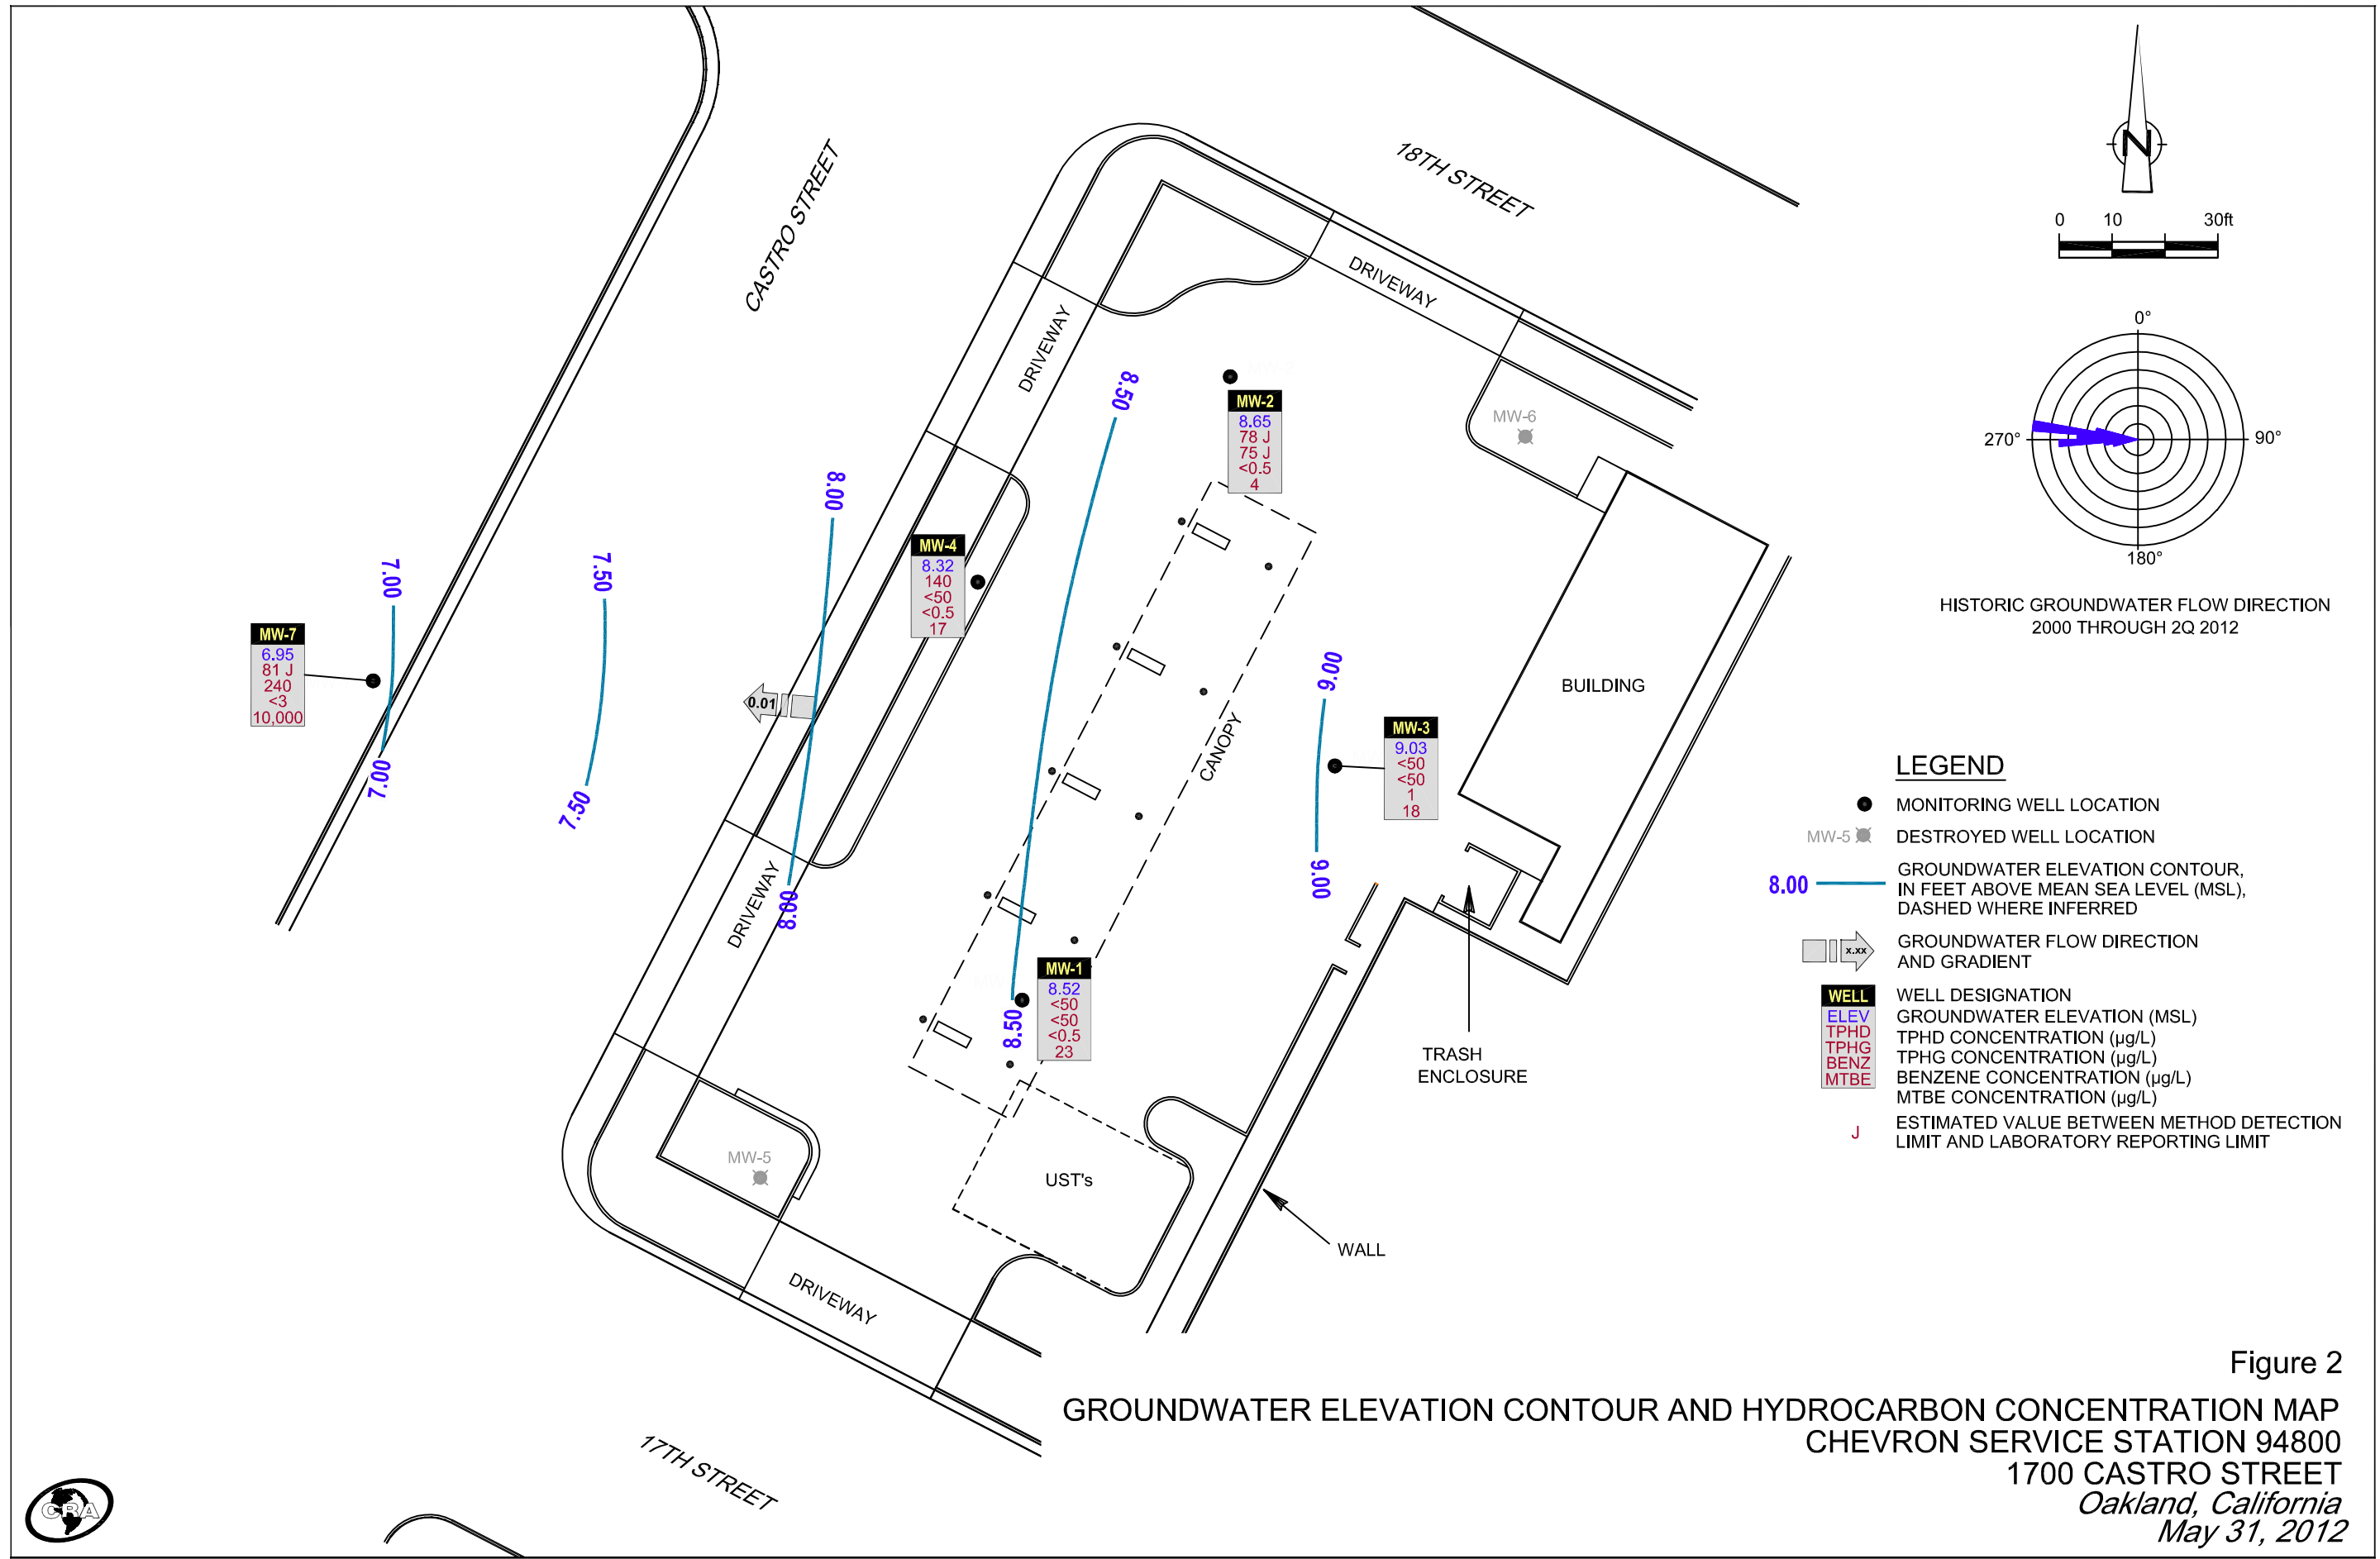 18TH STREET
CASTRO STREET
N
0 10 30ft
DRIVEWAY
DRIVEWAY
0°
270°
90°
180°
HISTORIC GROUNDWATER FLOW DIRECTION
2000 THROUGH 2Q 2012
8.50
MW-2
8.65
78 J
75 J
<0.5
4
MW-6
8.00
MW-4
8.32
140
<50
<0.5
17
7.50
7.00
MW-7
6.95
81 J
240
<3
10,000
0.01
9.00
BUILDING
CANOPY
MW-3
9.03
<50
<50
1
18
7.00
7.50
9.00
8.00
DRIVEWAY
MW-1
8.52
<50
<50
<0.5
23
8.50
TRASH
ENCLOSURE
MW-5
UST's
WALL
DRIVEWAY
17TH STREET
LEGEND
MONITORING WELL LOCATION
MW-5 DESTROYED WELL LOCATION
8.00
GROUNDWATER ELEVATION CONTOUR,
IN FEET ABOVE MEAN SEA LEVEL (MSL),
DASHED WHERE INFERRED
x.xx
GROUNDWATER FLOW DIRECTION
AND GRADIENT
WELL
ELEV
TPHD
TPHG
BENZ
MTBE
WELL DESIGNATION
GROUNDWATER ELEVATION (MSL)
TPHD CONCENTRATION (µg/L)
TPHG CONCENTRATION (µg/L)
BENZENE CONCENTRATION (µg/L)
MTBE CONCENTRATION (µg/L)
J
ESTIMATED VALUE BETWEEN METHOD DETECTION
LIMIT AND LABORATORY REPORTING LIMIT
Figure 2
GROUNDWATER ELEVATION CONTOUR AND HYDROCARBON CONCENTRATION MAP
CHEVRON SERVICE STATION 94800
1700 CASTRO STREET
Oakland, California
May 31, 2012
CRA